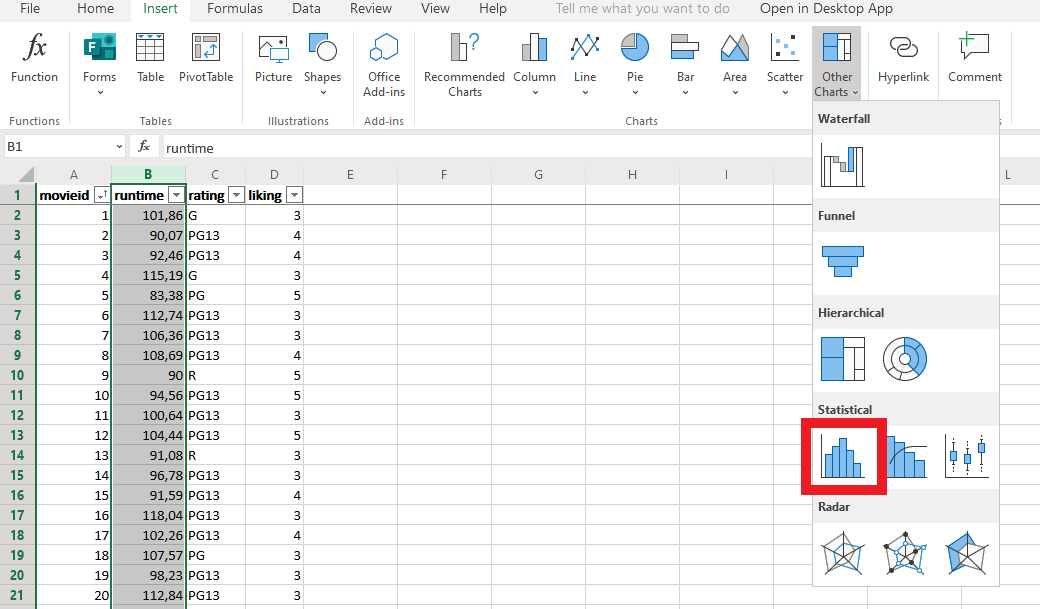 File Home Insert Formulas Data Review View Help Tell me what you want to do Open in Desktop App
Function Forms Table PivotTable Picture Shapes Office Add-ins Recommended Charts Column Line Pie Bar Area Scatter Other Charts Hyperlink Comment
Functions Tables Illustrations Add-ins Charts
B1 fx runtime
A B C D E F G H I L
1 movieid runtime rating liking
2 1 101,86 G 3
3 2 90,07 PG13 4
4 3 92,46 PG13 4
5 4 115,19 G 3
6 5 83,38 PG 5
7 6 112,74 PG13 3
8 7 106,36 PG13 3
9 8 108,69 PG13 4
10 9 90 R 5
11 10 94,56 PG13 5
12 11 100,64 PG13 3
13 12 104,44 PG13 5
14 13 91,08 R 3
15 14 96,78 PG13 3
16 15 91,59 PG13 4
17 16 118,04 PG13 3
18 17 102,26 PG13 4
19 18 107,57 PG 3
20 19 98,23 PG13 3
21 20 112,84 PG13 3
Waterfall
Funnel
Hierarchical
Statistical
Radar